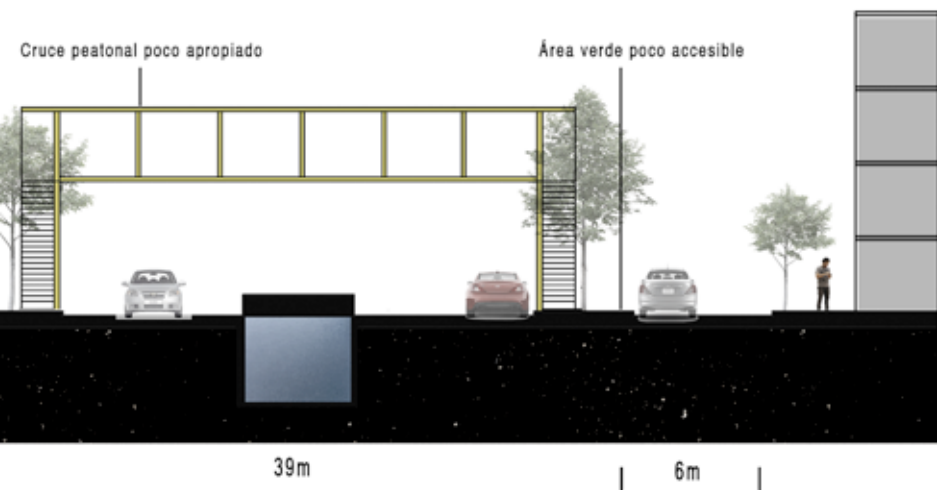 Cruce peatonal poco apropiado
Área verde poco accesible
39m
6m